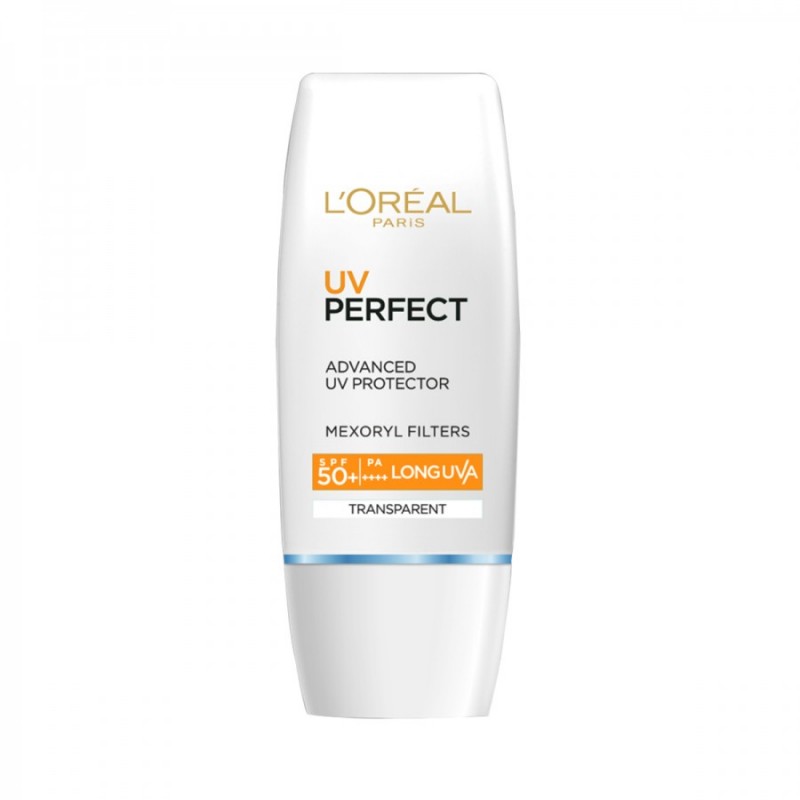 L'ORÉAL
PARiS
UV
PERFECT
ADVANCED
UV PROTECTOR
MEXORYL FILTERS
SPF 50+ PA ++++ LONG UVA
TRANSPARENT